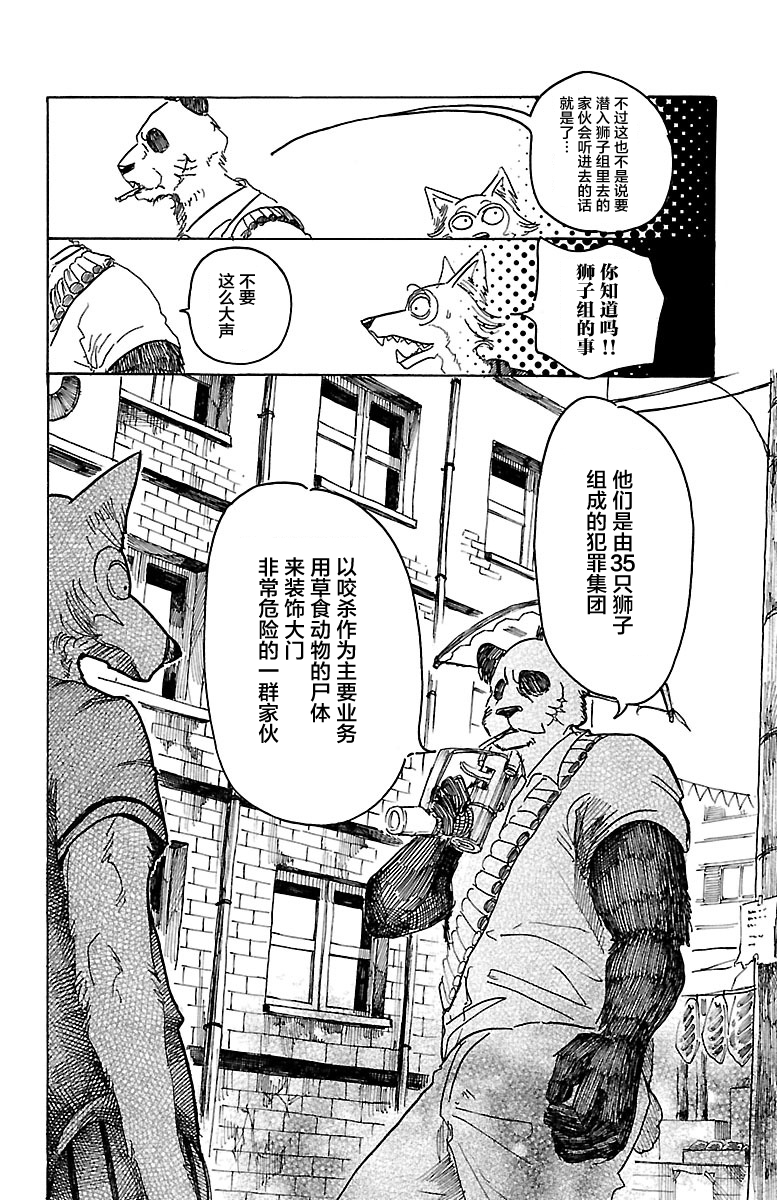 不过这也不是说要
潜入狮子组里去的
家伙会听进去的话
就是了…
你知道吗!!
狮子组的事
不要
这么大声
他们是由35只狮子
组成的犯罪集团
以咬杀作为主要业务
用草食动物的尸体
来装饰大门
非常危险的一群家伙